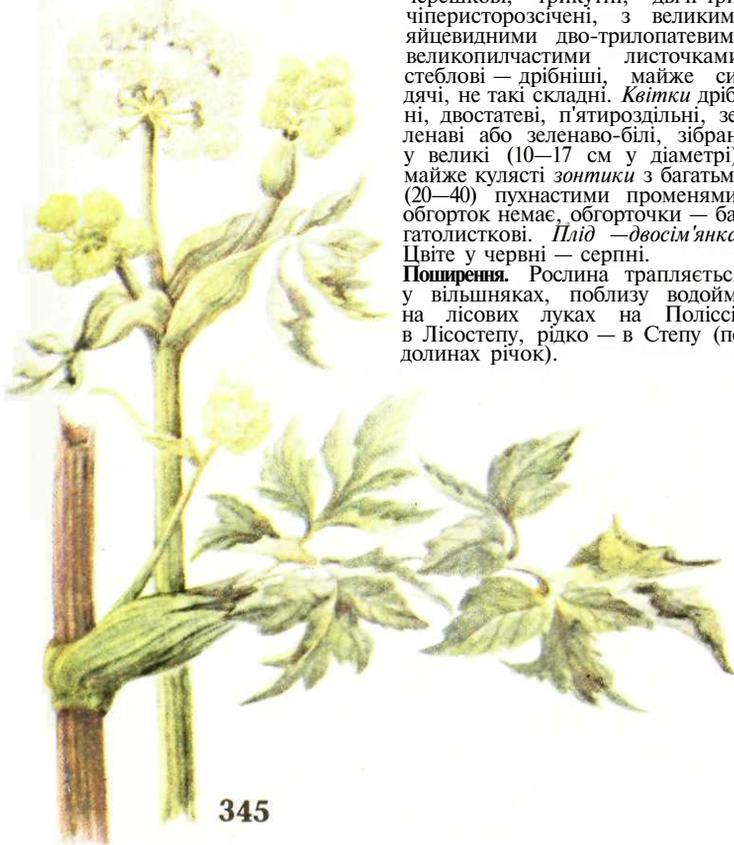 чіперисторозсічені, з великим
яйцевидними дво-трилопатевим
великопилчастими листочками
стеблові — дрібніші, майже си
дячі, не такі складні. Квітки дріб
ні, двостатеві, п'ятироздільні, зе
ленаві або зеленаво-білі, зібран
у великі (10—17 см у діаметрі)
майже кулясті зонтики з багатьм
(20—40) пухнастими променями
обгорток немає, обгорточки — ба
гатолисткові. Плід —двосім'янка
Цвіте у червні — серпні.
Поширення. Рослина трапляєтьс
у вільшняках, поблизу водойм
на лісових луках на Поліссі
в Лісостепу, рідко — в Степу (по
долинах річок).
345